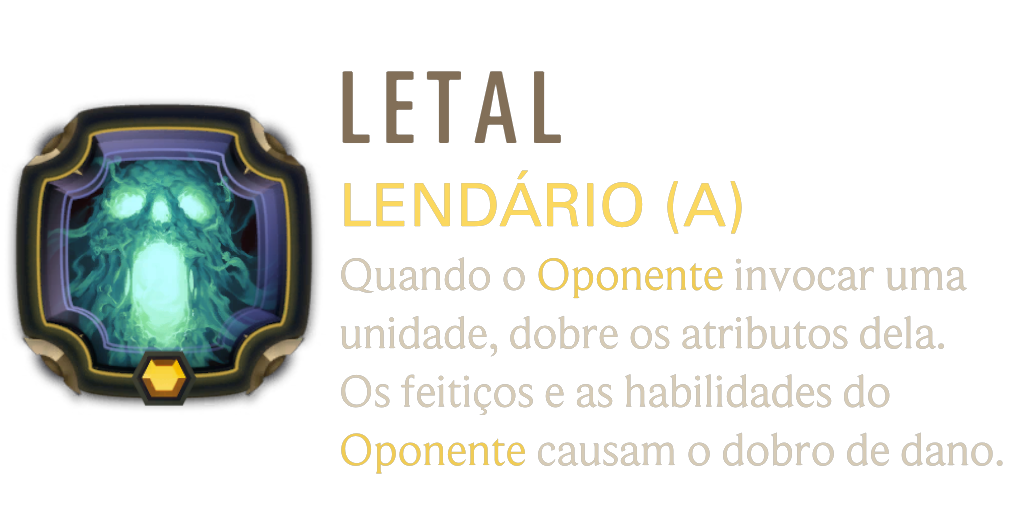 LETAL
LENDÁRIO (A)
Quando o Oponente invocar uma
unidade, dobre os atributos dela.
Os feitiços e as habilidades do
Oponente causam o dobro de dano.